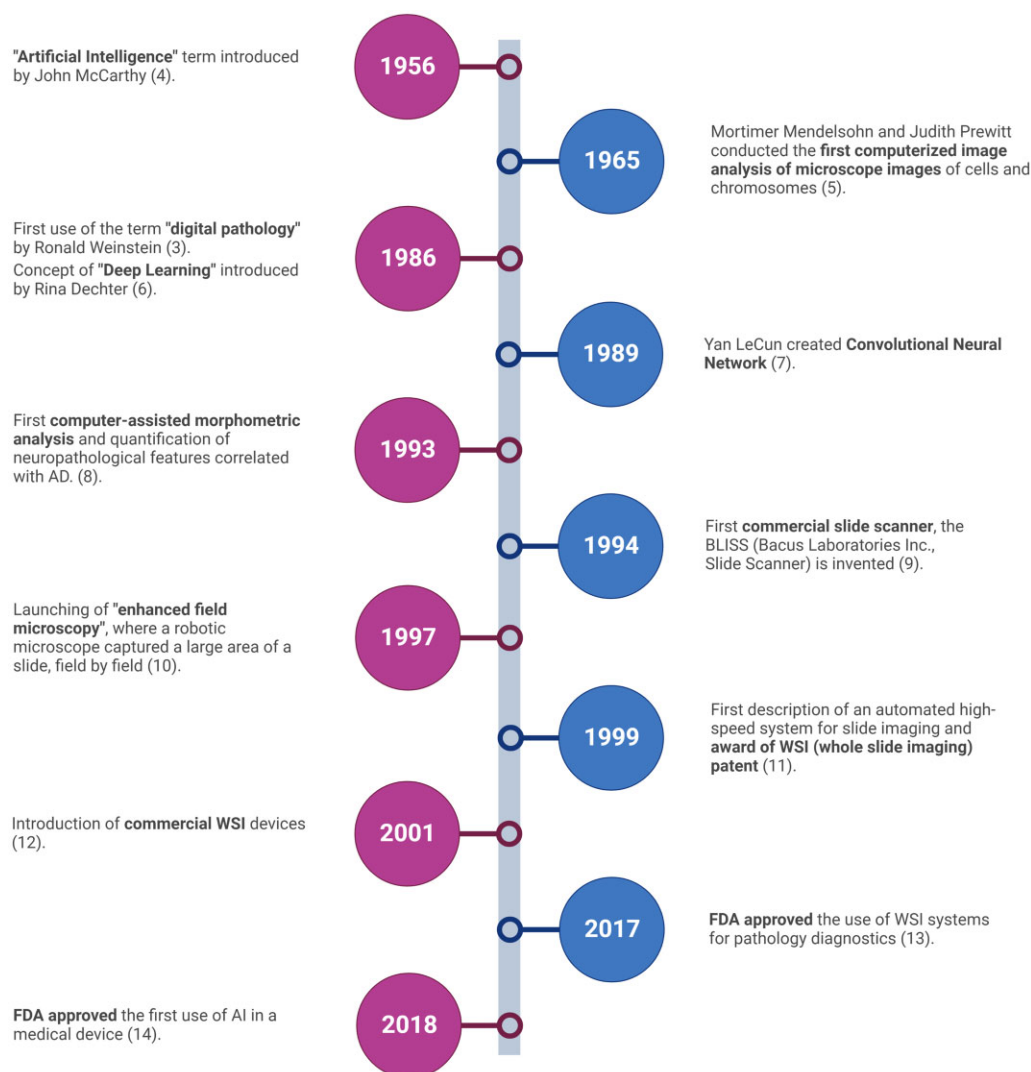 "Artificial Intelligence" term introduced
by John McCarthy (4).
1956
1965
Mortimer Mendelsohn and Judith Prewitt
conducted the first computerized image
analysis of microscope images of cells and
chromosomes (5).
First use of the term "digital pathology"
by Ronald Weinstein (3).
Concept of "Deep Learning" introduced
by Rina Dechter (6).
1986
1989
Yan LeCun created Convolutional Neural
Network (7).
First computer-assisted morphometric
analysis and quantification of
neuropathological features correlated
with AD. (8).
1993
1994
First commercial slide scanner, the
BLISS (Bacus Laboratories Inc.,
Slide Scanner) is invented (9).
Launching of "enhanced field
microscopy", where a robotic
microscope captured a large area of a
slide, field by field (10).
1997
1999
First description of an automated high-
speed system for slide imaging and
award of WSI (whole slide imaging)
patent (11).
Introduction of commercial WSI devices
(12).
2001
2017
FDA approved the use of WSI systems
for pathology diagnostics (13).
FDA approved the first use of AI in a
medical device (14).
2018